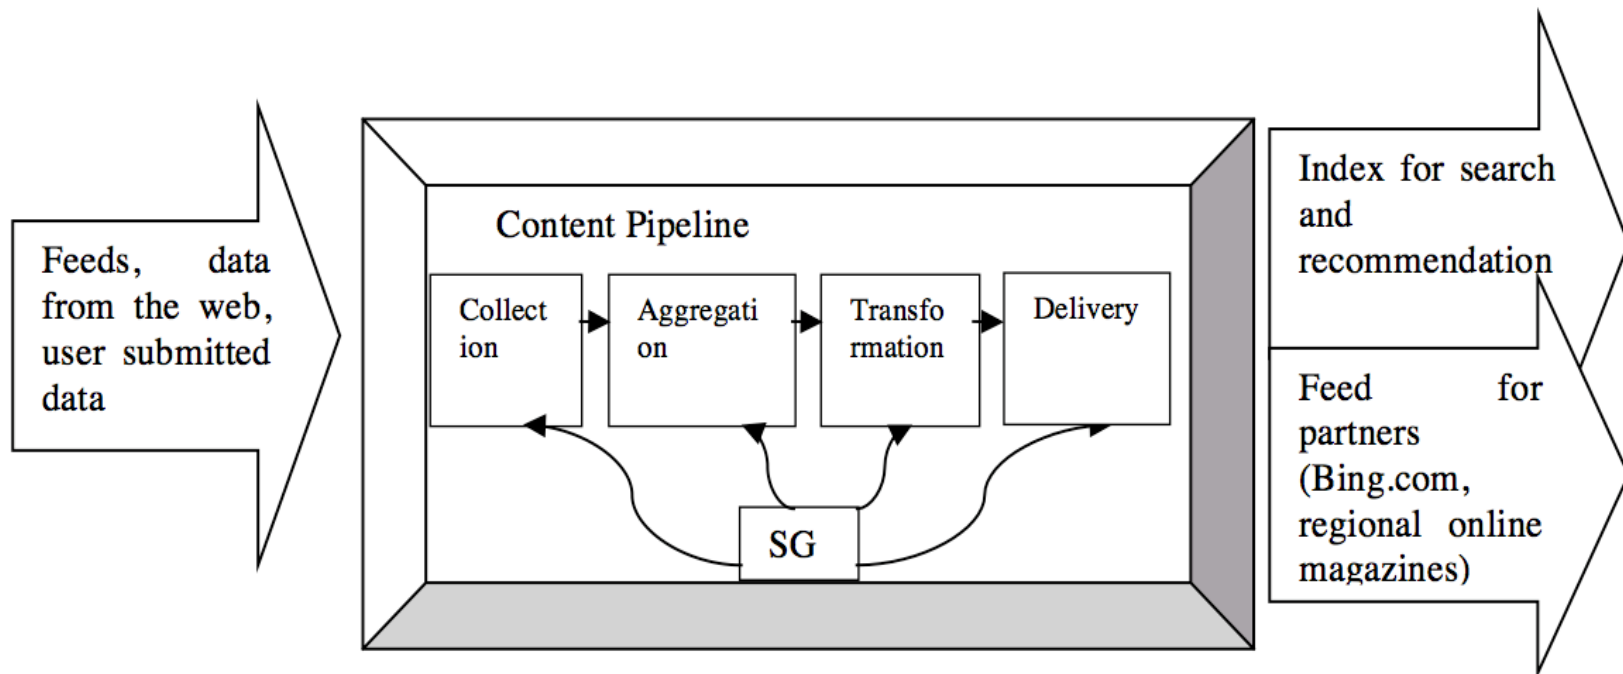 Feeds, data
from the web,
user submitted
data
Content Pipeline
Collect
ion
Aggregati
on
Transfo
rmation
Delivery
SG
Index for search
and
recommendation
Feed for
partners
(Bing.com,
regional online
magazines)